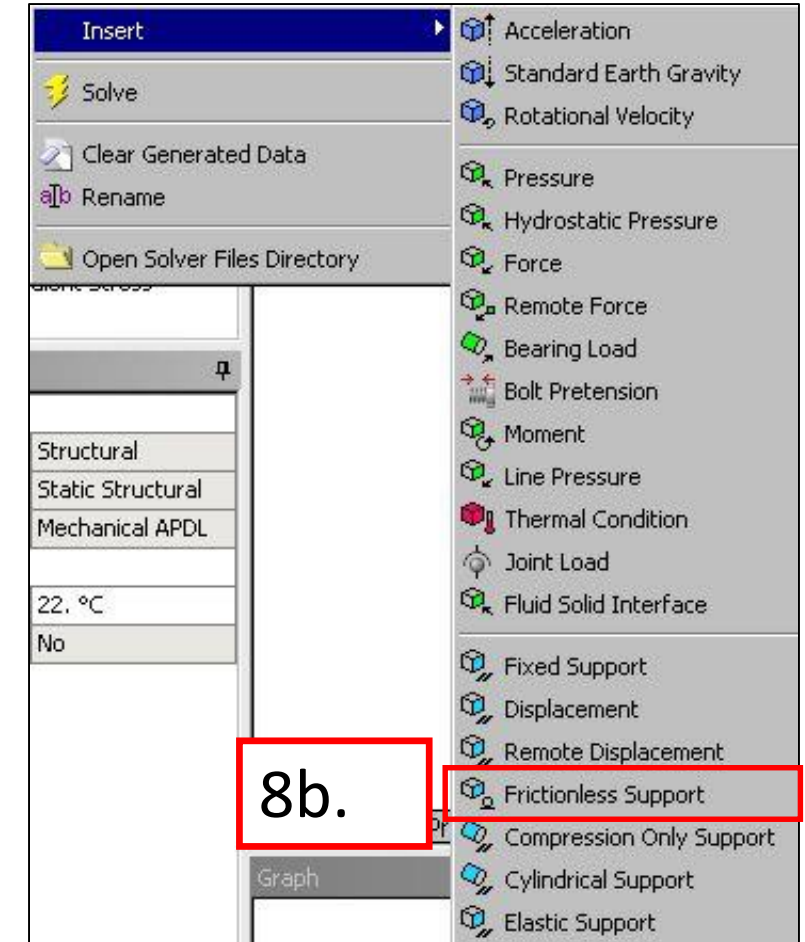 Insert
Solve
Clear Generated Data
Rename
Open Solver Files Directory
Structural
Static Structural
Mechanical APDL
22. °C
No
8b.
Graph
Acceleration
Standard Earth Gravity
Rotational Velocity
Pressure
Hydrostatic Pressure
Force
Remote Force
Bearing Load
Bolt Pretension
Moment
Line Pressure
Thermal Condition
Joint Load
Fluid Solid Interface
Fixed Support
Displacement
Remote Displacement
Frictionless Support
Compression Only Support
Cylindrical Support
Elastic Support